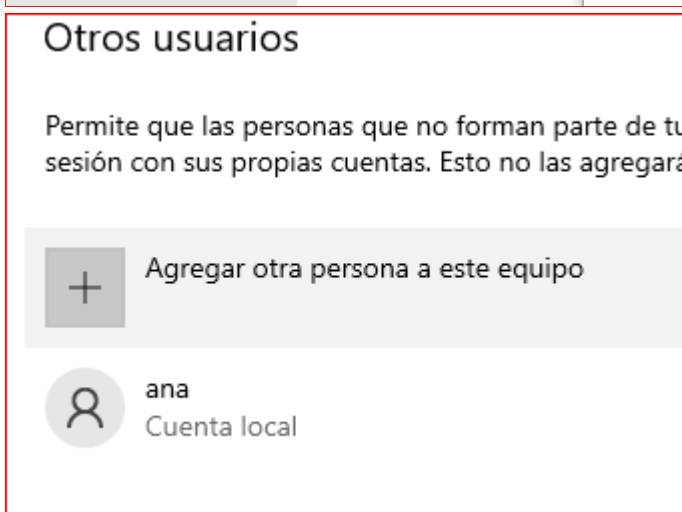 Otros usuarios
Permite que las personas que no forman parte de tu
sesión con sus propias cuentas. Esto no las agregará
Agregar otra persona a este equipo
ana
Cuenta local